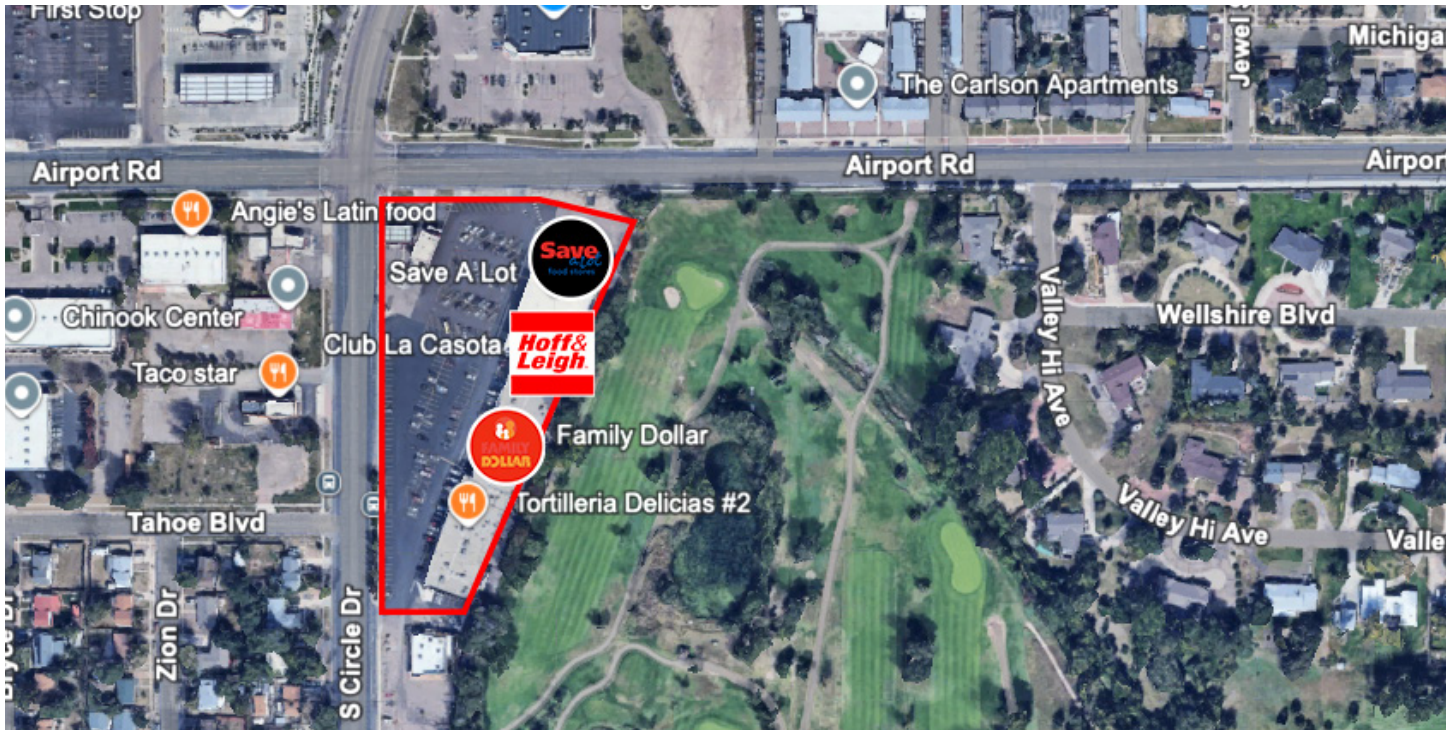 First Stop
Michiga
Jewel S
The Carlson Apartments
Airport Rd
Airport Rd
Airpor
Angie's Latin food
Save A Lot
Save
a lot
food stores
Chinook Center
Club La Casota
Hoff&
Leigh
Taco star
Family Dollar
FAMILY
DOLLAR
Tortilleria Delicias #2
Tahoe Blvd
Zion Dr
S Circle Dr
Bryce Dr
Valley Hi Ave
Wellshire Blvd
Valley Hi Ave
Valle